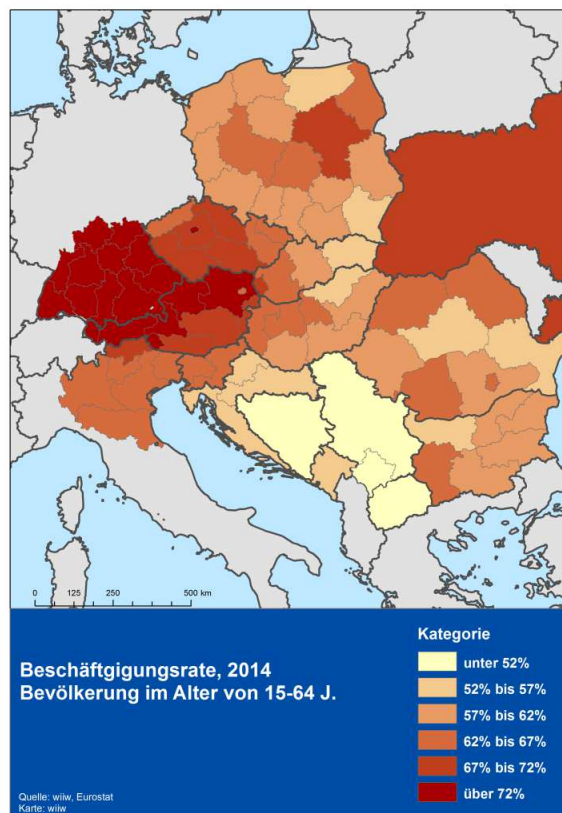 0 125 250 500 km
Beschäftgigungsrate, 2014
Bevölkerung im Alter von 15-64 J.
Quelle: wiiw, Eurostat
Karte: wiiw
Kategorie
unter 52%
52% bis 57%
57% bis 62%
62% bis 67%
67% bis 72%
über 72%